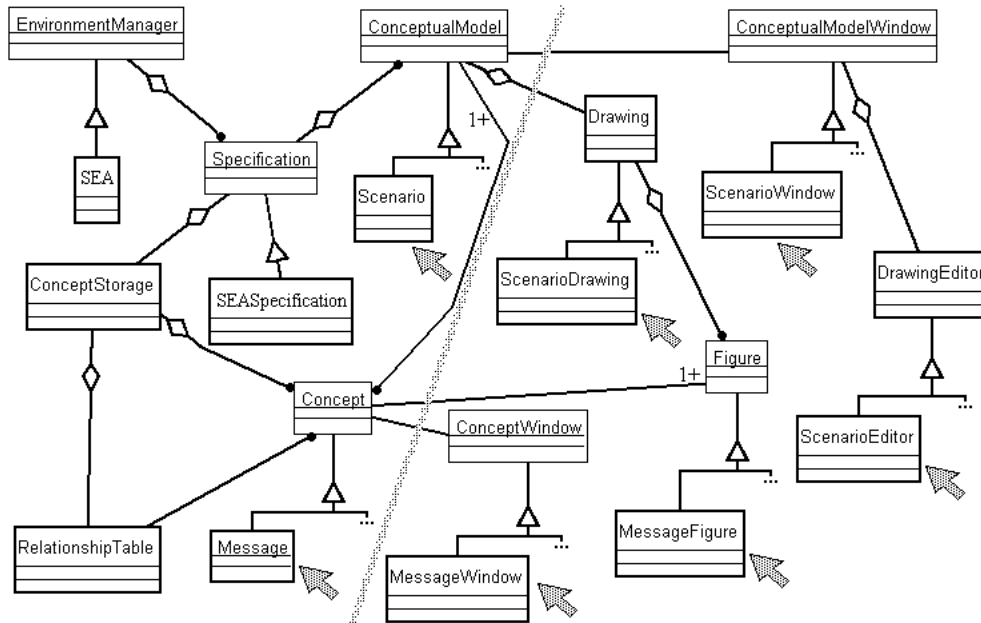 EnvironmentManager
ConceptualModel
ConceptualModelWindow
1+
Drawing
Specification
SEA
Scenario
...
...
ScenarioWindow
...
ScenarioDrawing
DrawingEditor
ConceptStorage
SEASpecification
Figure
1+
Concept
...
ConceptWindow
ScenarioEditor
...
...
Message
MessageFigure
RelationshipTable
...
MessageWindow